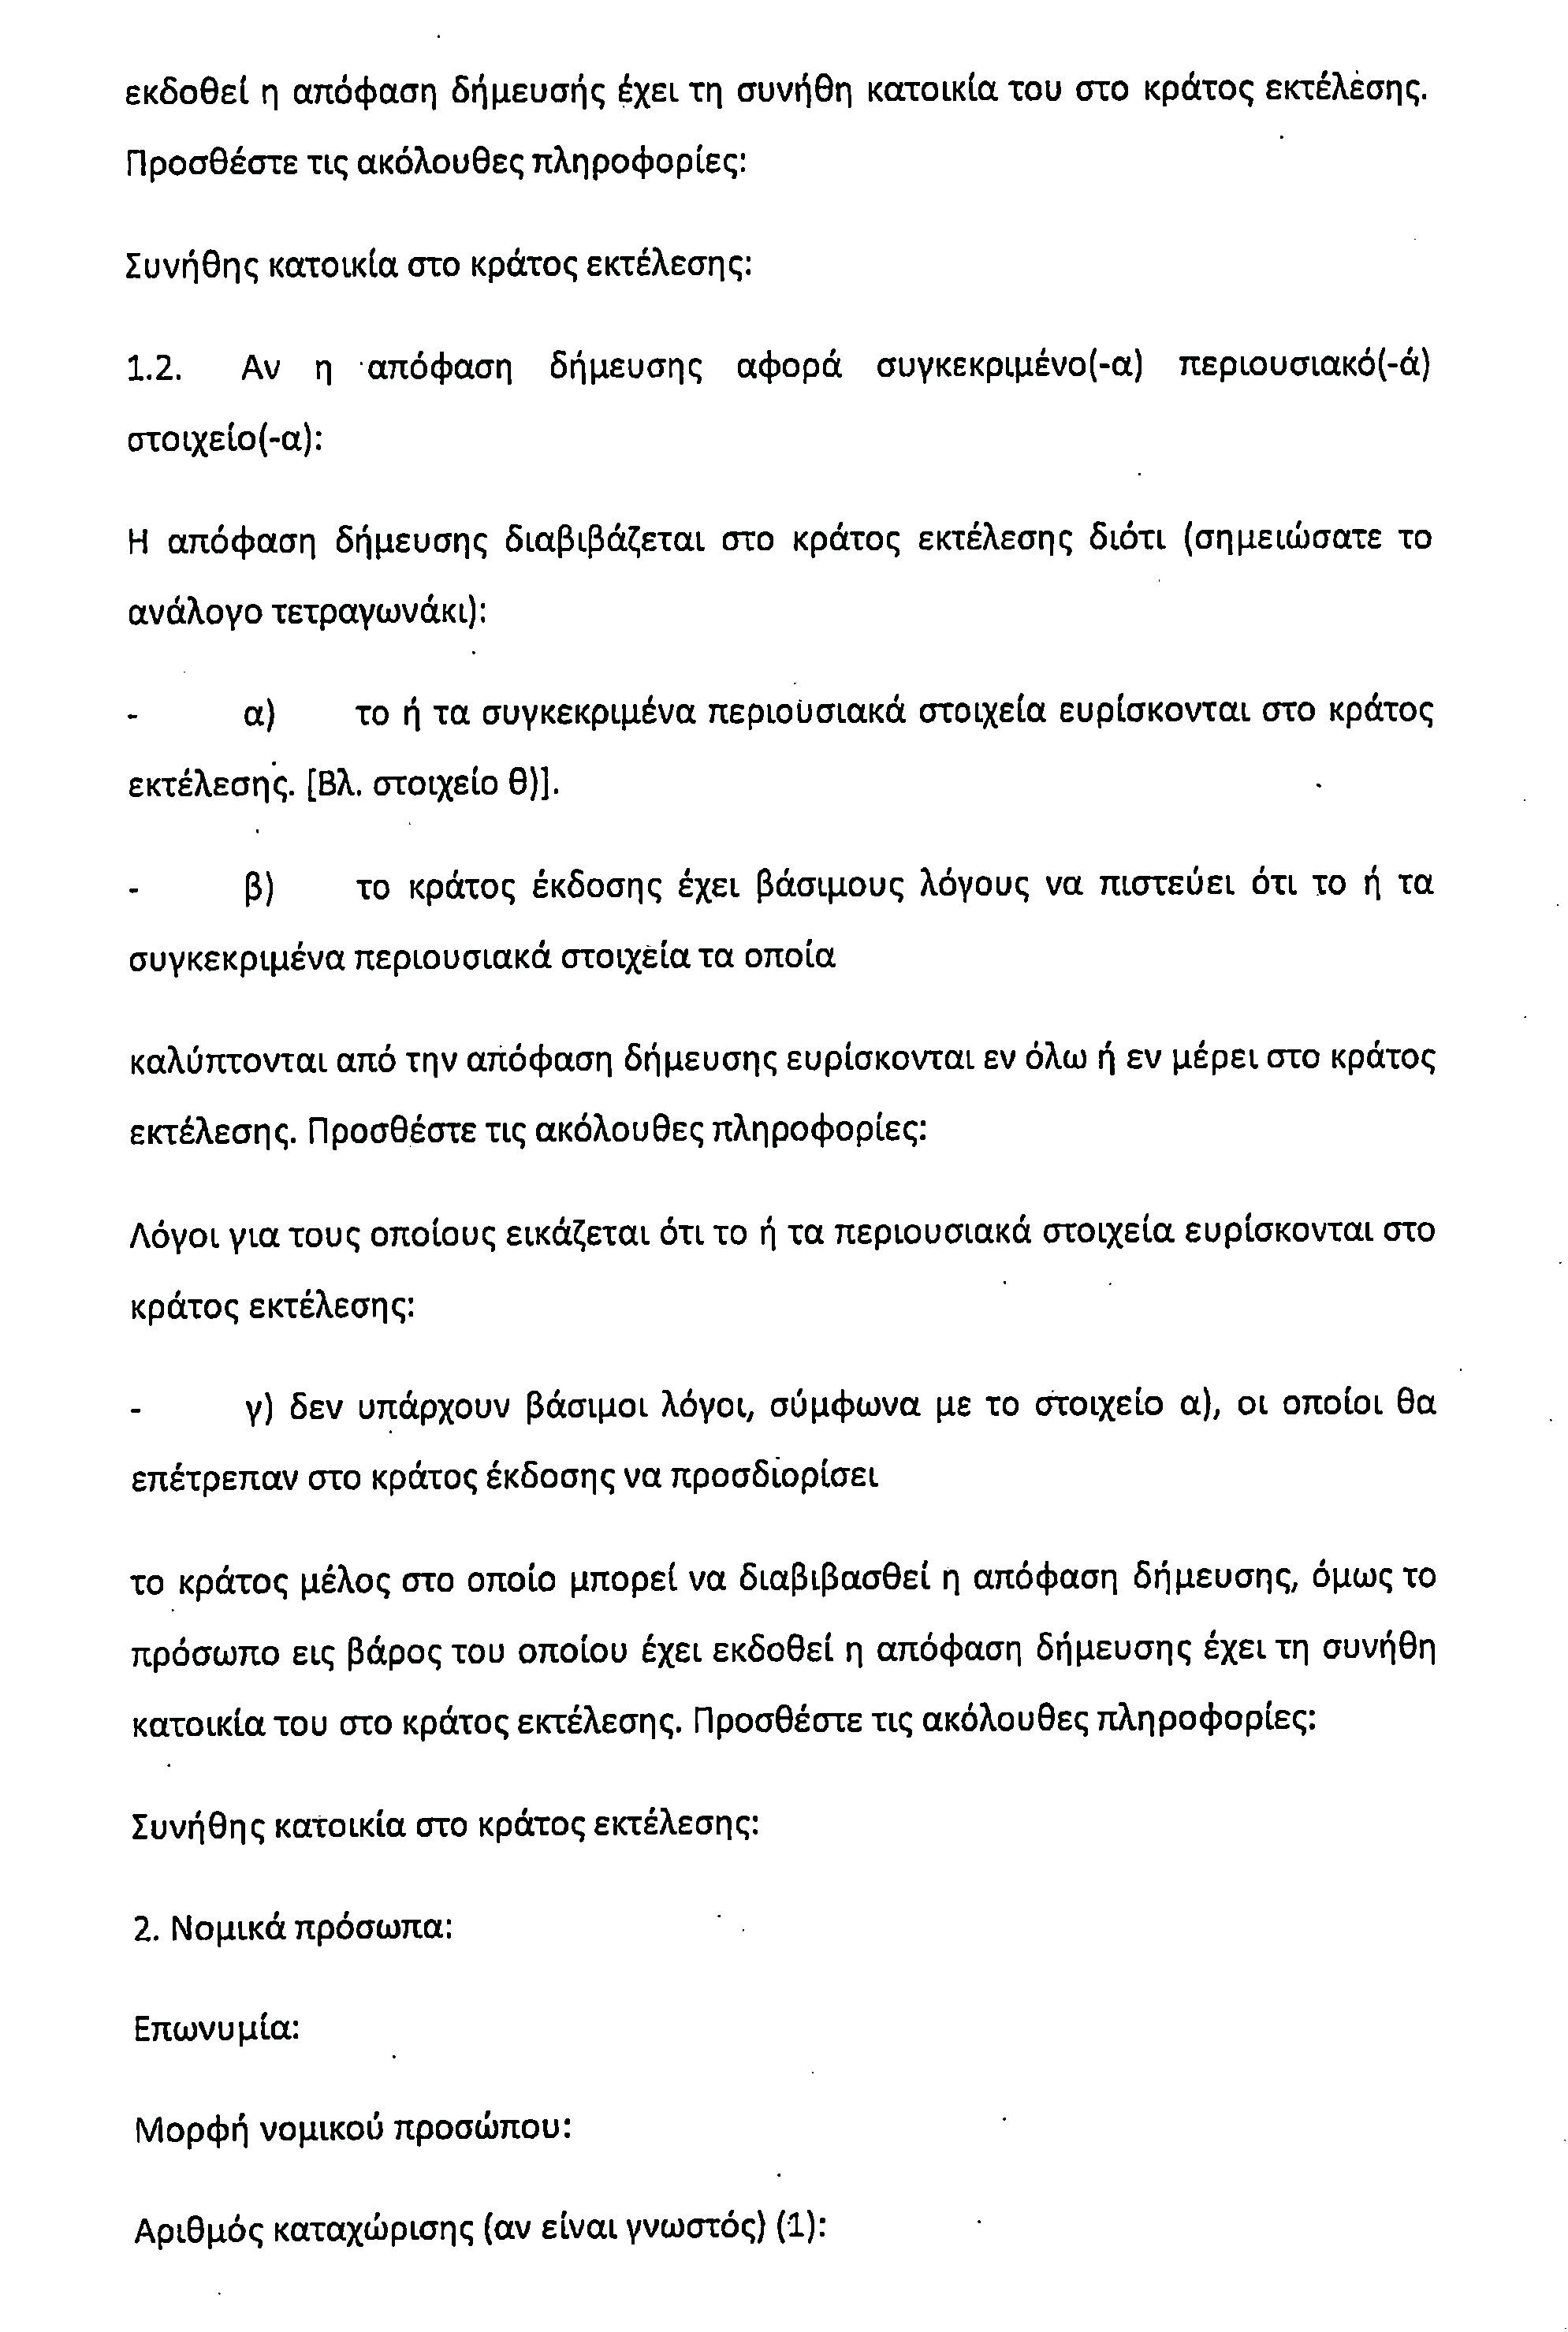 εκδοθεί η απόφαση δήμευσής έχει τη συνήθη κατοικία του στο κράτος εκτέλεσης.
Προσθέστε τις ακόλουθες πληροφορίες:
Συνήθης κατοικία στο κράτος εκτέλεσης:
1.2. Αν η απόφαση δήμευσης αφορά συγκεκριμένο(-α) περιουσιακό(-ά)
στοιχείο(-α):
Η απόφαση δήμευσης διαβιβάζεται στο κράτος εκτέλεσης διότι (σημειώσατε το
ανάλογο τετραγωνάκι):
- α) το ή τα συγκεκριμένα περιουσιακά στοιχεία ευρίσκονται στο κράτος
εκτέλεσης. [Βλ. στοιχείο θ)].
- β) το κράτος έκδοσης έχει βάσιμους λόγους να πιστεύει ότι το ή τα
συγκεκριμένα περιουσιακά στοιχεία τα οποία
καλύπτονται από την απόφαση δήμευσης ευρίσκονται εν όλω ή εν μέρει στο κράτος
εκτέλεσης. Προσθέστε τις ακόλουθες πληροφορίες:
Λόγοι για τους οποίους εικάζεται ότι το ή τα περιουσιακά στοιχεία ευρίσκονται στο
κράτος εκτέλεσης:
- γ) δεν υπάρχουν βάσιμοι λόγοι, σύμφωνα με το στοιχείο α), οι οποίοι θα
επέτρεπαν στο κράτος έκδοσης να προσδιορίσει
το κράτος μέλος στο οποίο μπορεί να διαβιβασθεί η απόφαση δήμευσης, όμως το
πρόσωπο εις βάρος του οποίου έχει εκδοθεί η απόφαση δήμευσης έχει τη συνήθη
κατοικία του στο κράτος εκτέλεσης. Προσθέστε τις ακόλουθες πληροφορίες:
Συνήθης κατοικία στο κράτος εκτέλεσης:
2. Νομικά πρόσωπα:
Επωνυμία:
Μορφή νομικού προσώπου:
Αριθμός καταχώρισης (αν είναι γνωστός) (1):